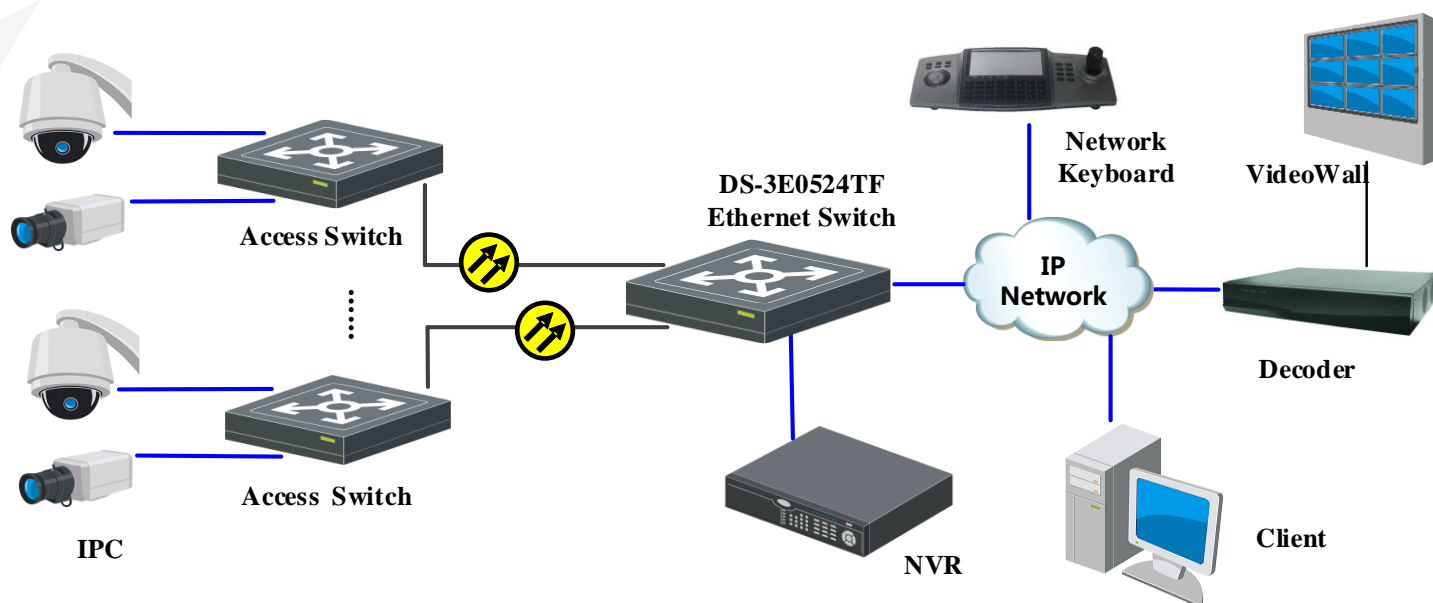 Network
Keyboard
VideoWall
DS-3E0524TF
Ethernet Switch
Access Switch
IP
Network
Decoder
Access Switch
IPC
NVR
Client